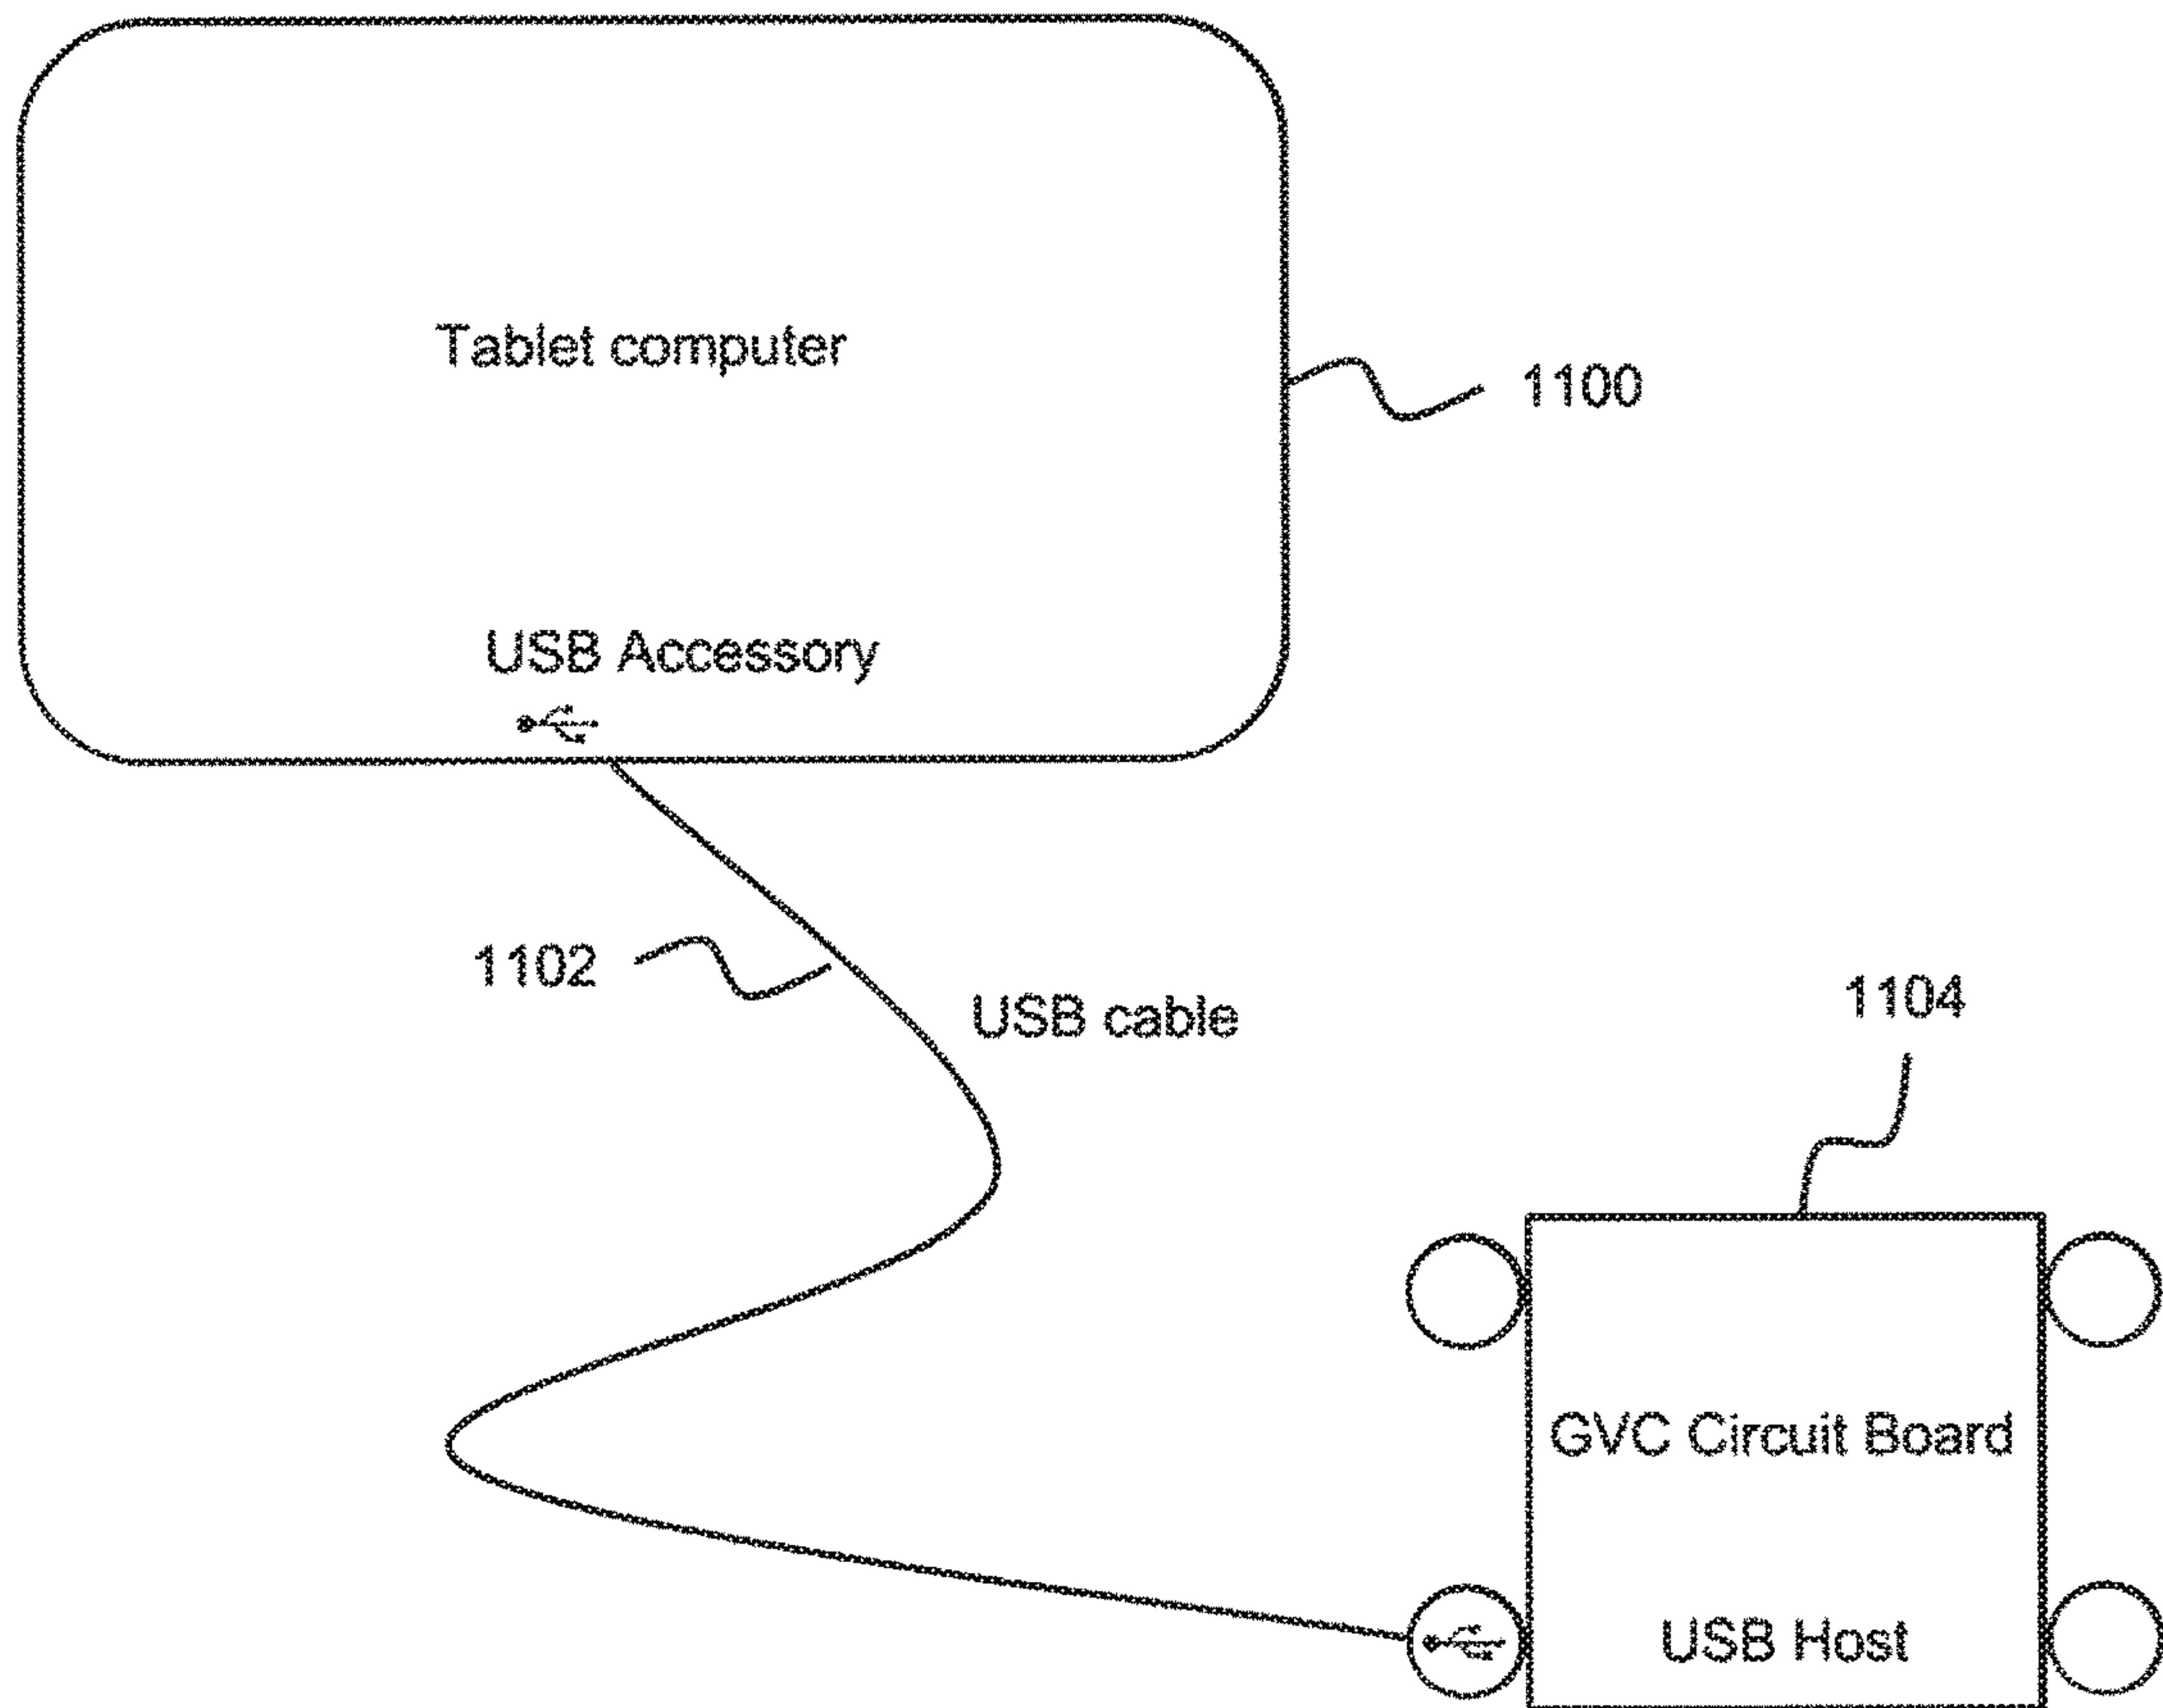 Tablet computer
1100
USB Accessory
1102
USB cable
1104
GVC Circuit Board
USB Host